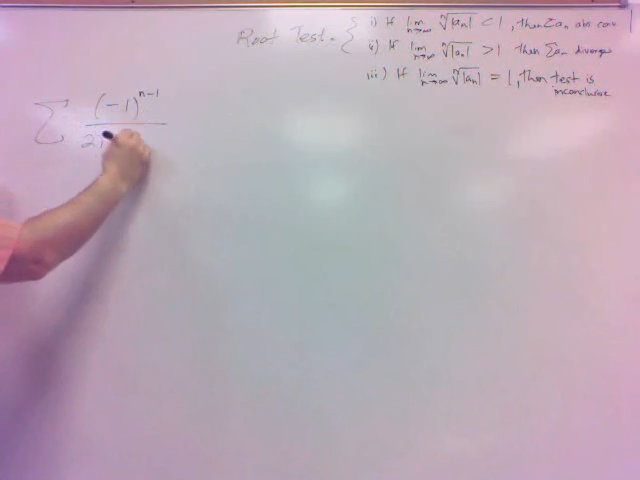 Root Test. { i) If lim n→∞ ⁿ√|aₙ| < 1, then Σaₙ abs conv
ii) If lim n→∞ ⁿ√|aₙ| > 1 then Σaₙ diverges
iii) If lim n→∞ ⁿ√|aₙ| = 1, then test is
inconclusive
Σ (-1)ⁿ⁻¹
2